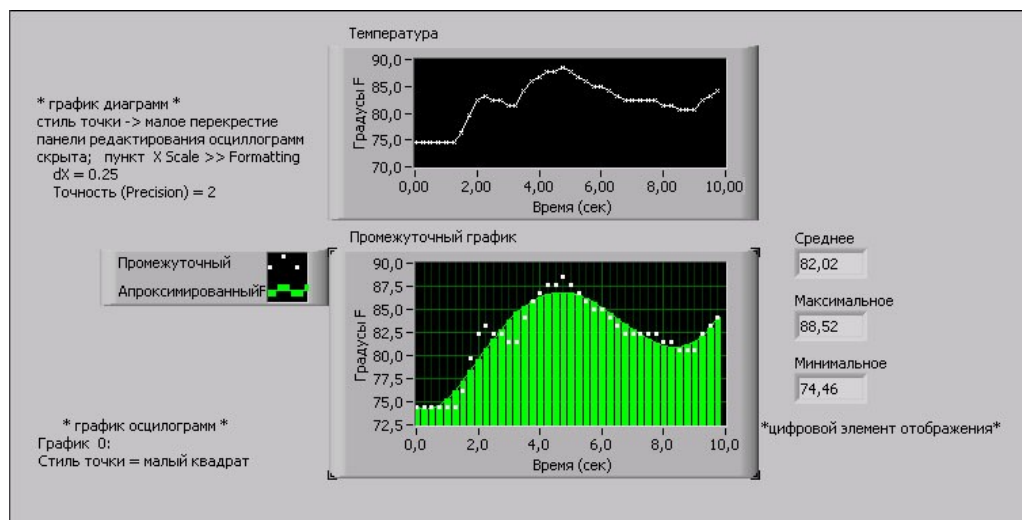 Температура
90,0
85,0
80,0
75,0
70,0
Градусы F
0,00 2,00 4,00 6,00 8,00 10,00
Время (сек)
* график диаграмм *
стиль точки -> малое перекрестие
панели редактирования осциллограмм
скрыта; пункт X Scale >> Formatting
dX = 0.25
Точность (Precision) = 2
Промежуточный график
Промежуточный
АпроксимированныйF
90,0
87,5
85,0
82,5
80,0
77,5
75,0
72,5
Градусы F
0,0 2,0 4,0 6,0 8,0 10,0
Время (сек)
Среднее
82,02
Максимальное
88,52
Минимальное
74,46
*цифровой элемент отображения*
* график осцилограмм *
График 0:
Стиль точки = малый квадрат